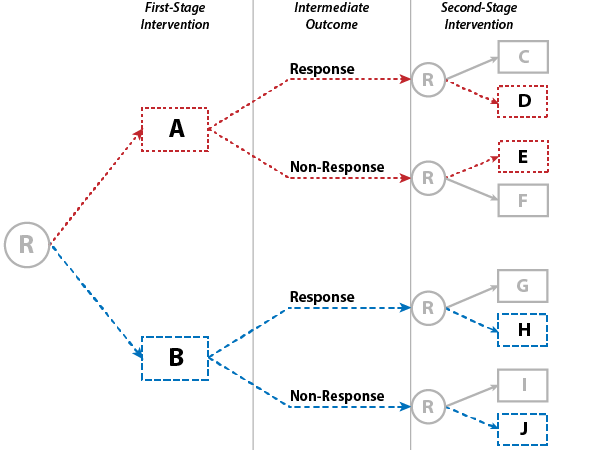 First-Stage
Intervention
Intermediate
Outcome
Second-Stage
Intervention
Response
R
C
D
A
Non-Response
R
E
F
R
Response
R
G
H
B
Non-Response
R
I
J